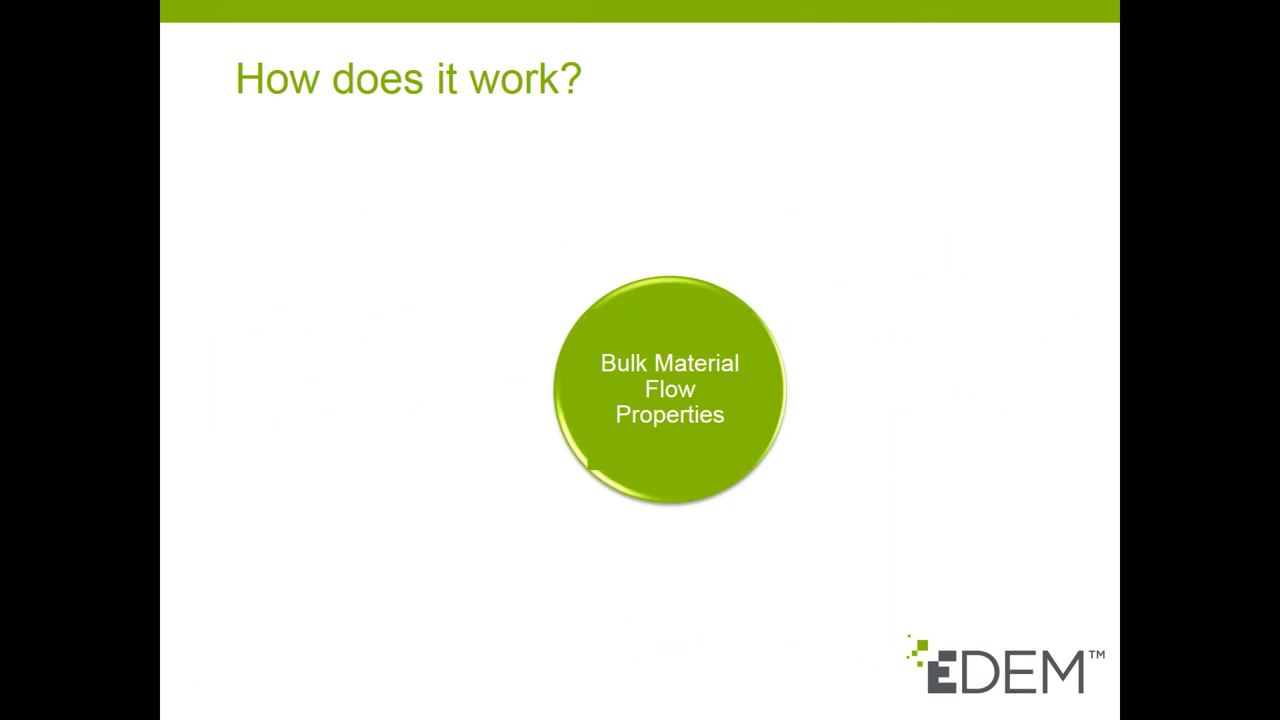 How does it work?
Bulk Material
Flow
Properties
EDEM™